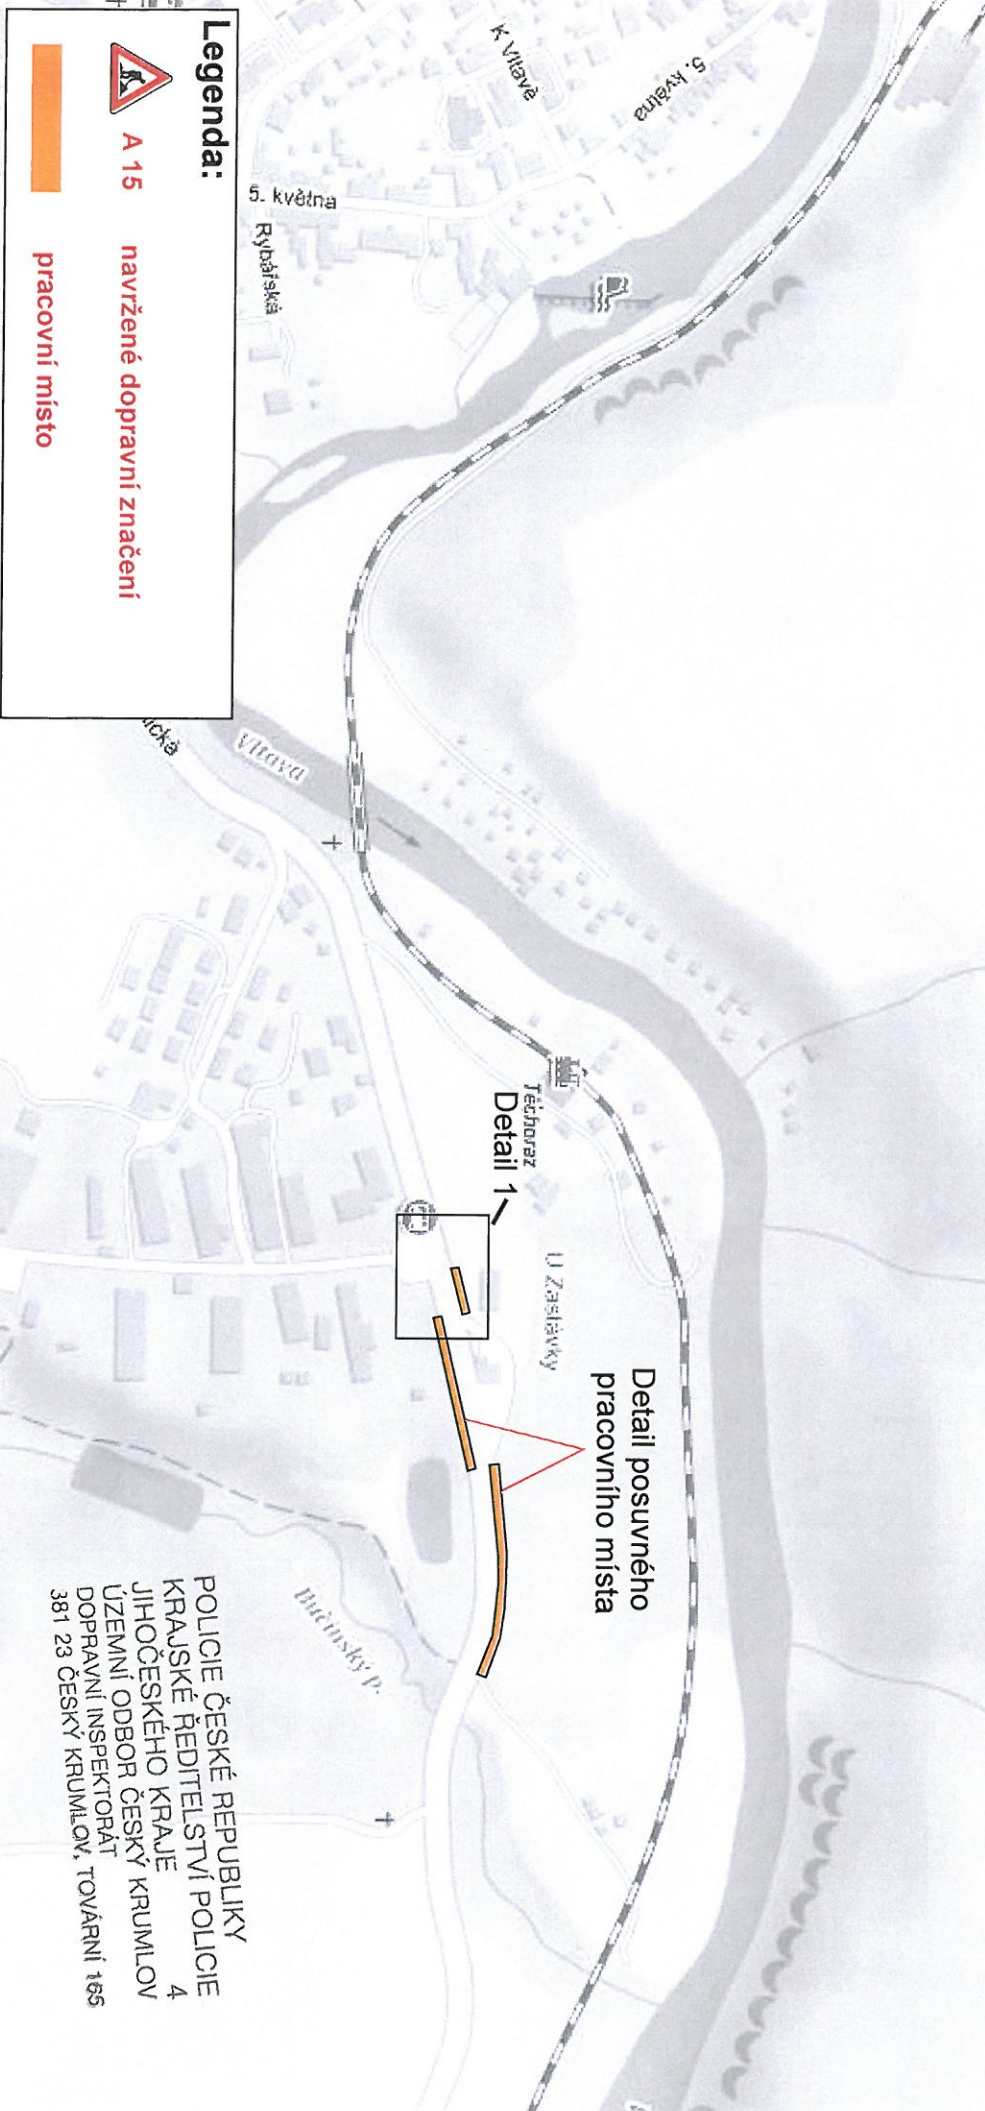 K Vltavě
5. května
5. května
Rybářská
Vltava
Těchoraz
Detail 1
U Zastávky
Detail posuvného
pracovního místa
Bučinský p.
Legenda:
A 15 navržené dopravní značení
pracovní místo
POLICIE ČESKÉ REPUBLIKY
KRAJSKÉ ŘEDITELSTVÍ POLICIE
JIHOČESKÉHO KRAJE 4
ÚZEMNÍ ODBOR ČESKÝ KRUMLOV
DOPRAVNÍ INSPEKTORÁT
381 23 ČESKÝ KRUMLOV, TOVÁRNÍ 165